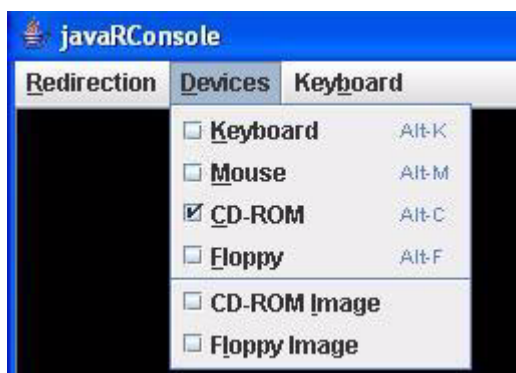 javaRConsole
Redirection Devices Keyboard
Keyboard Alt-K
Mouse Alt-M
CD-ROM Alt-C
Floppy Alt-F
CD-ROM Image
Floppy Image